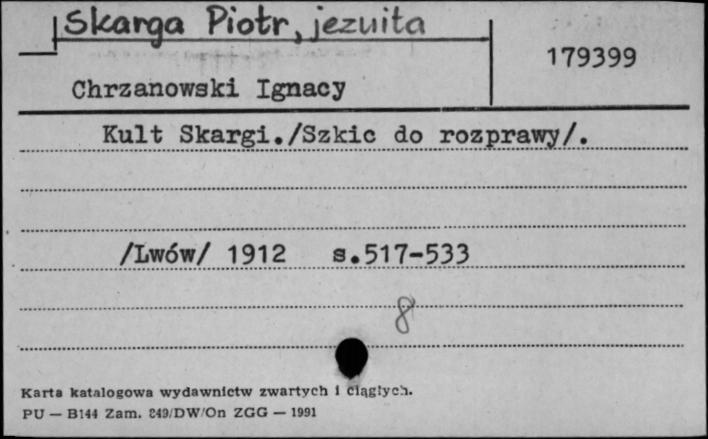 Skarga Piotr, jezuita
179399
Chrzanowski Ignacy
Kult Skargi./Szkic do rozprawy/.
/Lwów/ 1912 s.517-533
8
Karta katalogowa wydawnictw zwartych i ciągłych.
PU — B144 Zam. 249/DW/On ZGG — 1991